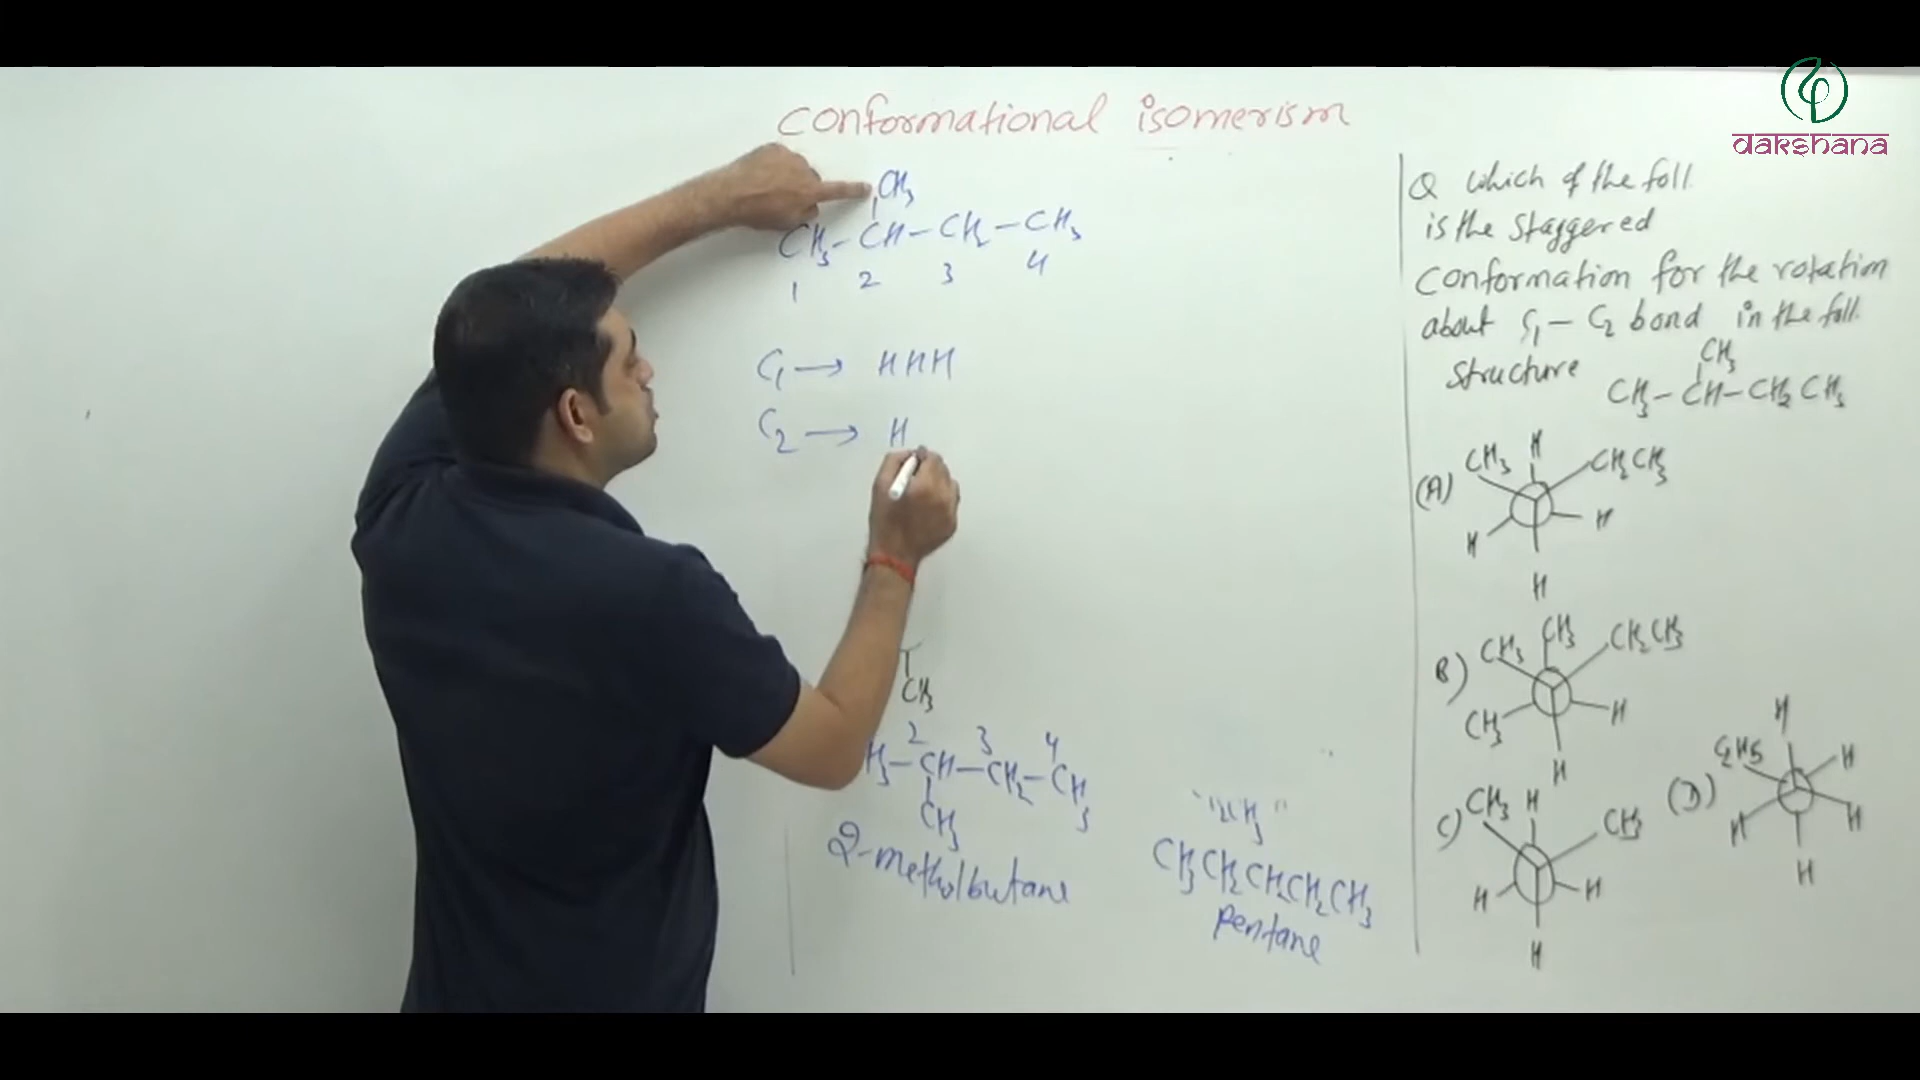 dakshana
Conformational isomerism
CH3
CH3 - CH - CH2 - CH3
1 2 3 4
C1 → H H H
C2 → H
CH3
2 3 4
H3 - CH - CH2 - CH3
CH3
2-metholbutane
CH3CH2CH2CH2CH3
Pentane
Q Which of the foll.
is the staggered
conformation for the rotation
about C1 - C2 bond in the foll.
structure
CH3
CH3 - CH - CH2 CH3
(A) CH3 H CH2CH3
H H
H
B) CH3 CH3 CH2CH3
CH3 H
H
C) CH3 H CH3
H H
H
(D) C2H5 H H
H H
H